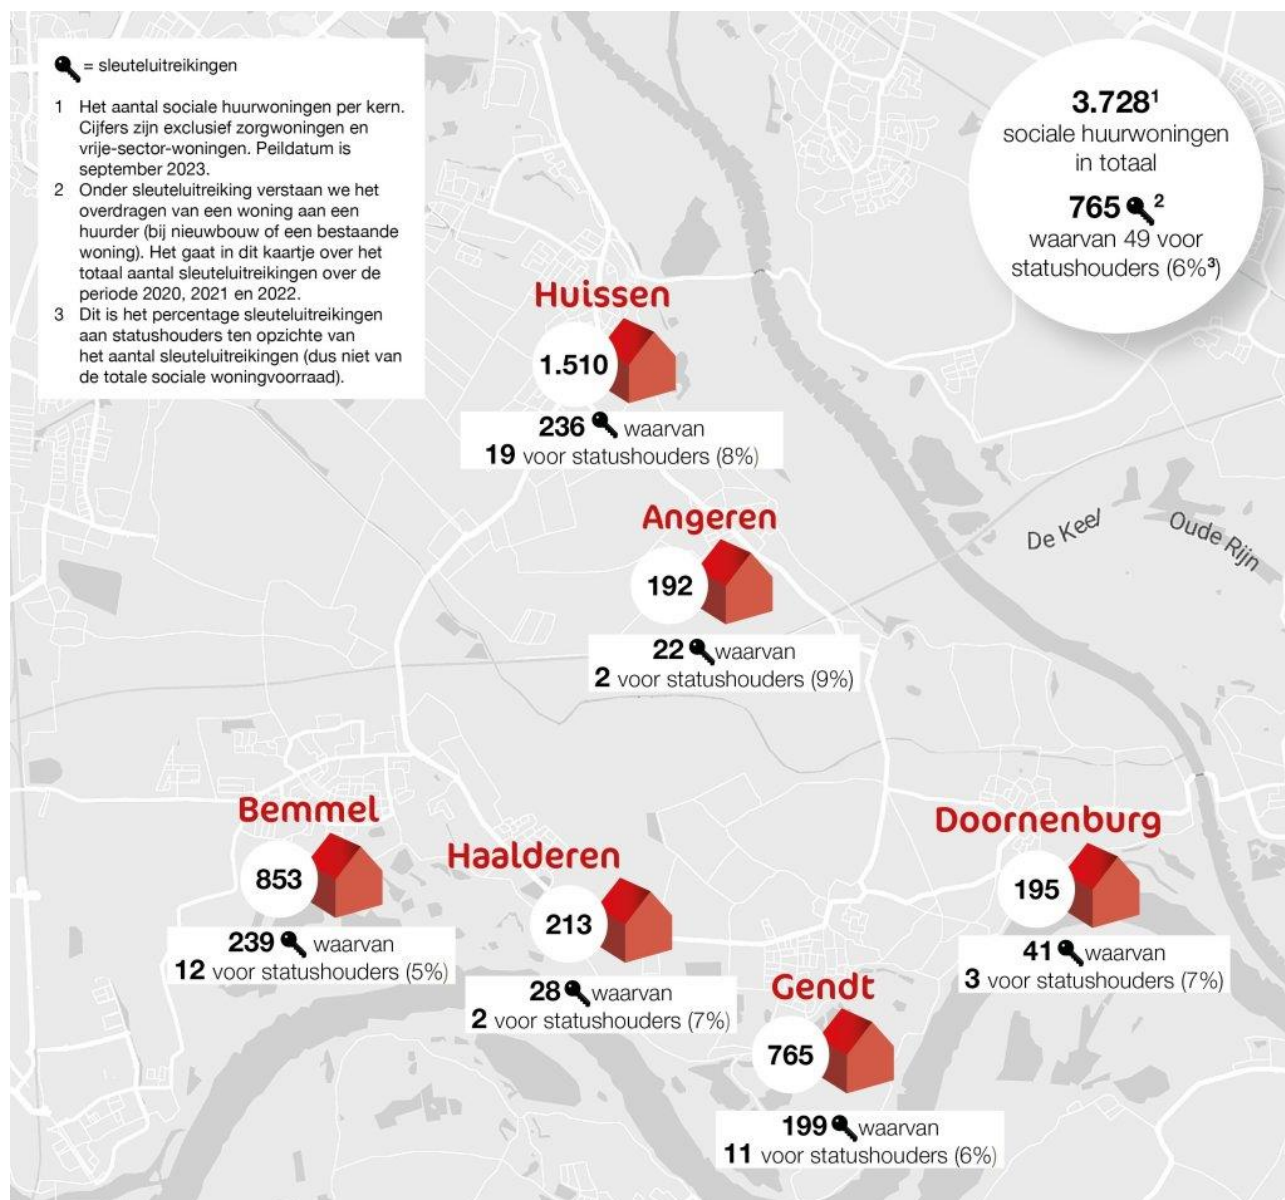 = sleuteluitreikingen
1 Het aantal sociale huurwoningen per kern.
Cijfers zijn exclusief zorgwoningen en
vrije-sector-woningen. Peildatum is
september 2023.
2 Onder sleuteluitreiking verstaan we het
overdragen van een woning aan een
huurder (bij nieuwbouw of een bestaande
woning). Het gaat in dit kaartje over het
totaal aantal sleuteluitreikingen over de
periode 2020, 2021 en 2022.
3 Dit is het percentage sleuteluitreikingen
aan statushouders ten opzichte van
het aantal sleuteluitreikingen (dus niet van
de totale sociale woningvoorraad).
3.728¹
sociale huurwoningen
in totaal
765 ²
waarvan 49 voor
statushouders (6%³)
Huissen
1.510
236 waarvan
19 voor statushouders (8%)
Angeren
192
22 waarvan
2 voor statushouders (9%)
De Keel
Oude Rijn
Bemmel
853
239 waarvan
12 voor statushouders (5%)
Haalderen
213
28 waarvan
2 voor statushouders (7%)
Doornenburg
195
41 waarvan
3 voor statushouders (7%)
Gendt
765
199 waarvan
11 voor statushouders (6%)